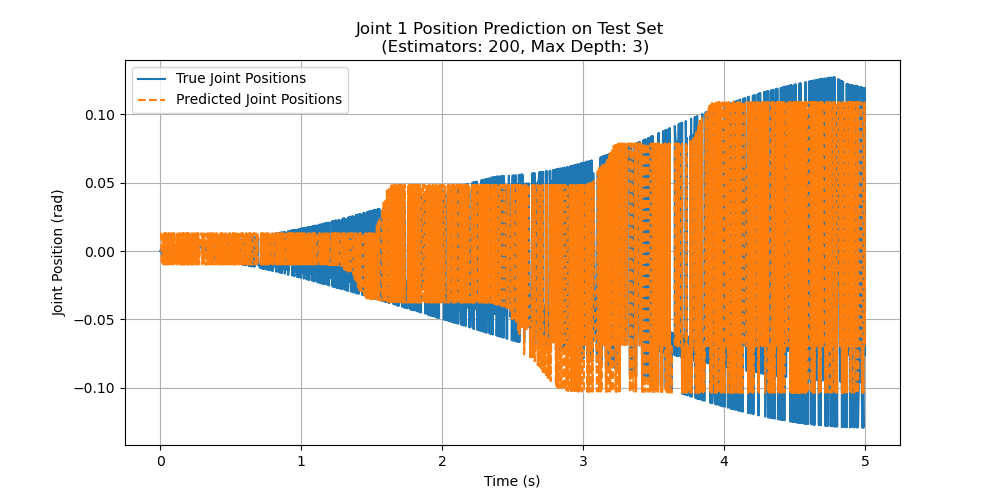 Joint 1 Position Prediction on Test Set
(Estimators: 200, Max Depth: 3)
True Joint Positions
Predicted Joint Positions
Joint Position (rad)
0.10
0.05
0.00
−0.05
−0.10
0 1 2 3 4 5
Time (s)